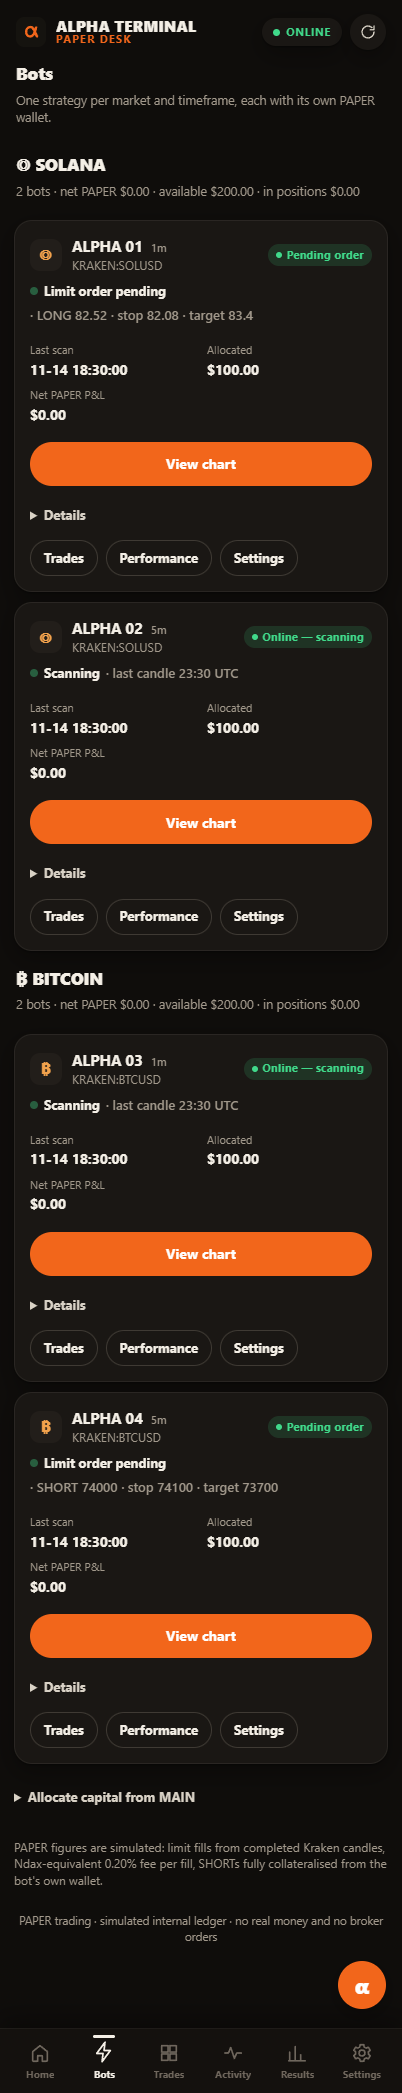 α ALPHA TERMINAL
PAPER DESK
ONLINE
Bots
One strategy per market and timeframe, each with its own PAPER
wallet.
SOLANA
2 bots · net PAPER $0.00 · available $200.00 · in positions $0.00
ALPHA 01 1m
KRAKEN:SOLUSD
Pending order
Limit order pending
· LONG 82.52 · stop 82.08 · target 83.4
Last scan
Allocated
11-14 18:30:00
$100.00
Net PAPER P&L
$0.00
View chart
Details
Trades
Performance
Settings
ALPHA 02 5m
KRAKEN:SOLUSD
Online — scanning
Scanning · last candle 23:30 UTC
Last scan
Allocated
11-14 18:30:00
$100.00
Net PAPER P&L
$0.00
View chart
Details
Trades
Performance
Settings
₿ BITCOIN
2 bots · net PAPER $0.00 · available $200.00 · in positions $0.00
₿
ALPHA 03 1m
KRAKEN:BTCUSD
Online — scanning
Scanning · last candle 23:30 UTC
Last scan
Allocated
11-14 18:30:00
$100.00
Net PAPER P&L
$0.00
View chart
Details
Trades
Performance
Settings
₿
ALPHA 04 5m
KRAKEN:BTCUSD
Pending order
Limit order pending
· SHORT 74000 · stop 74100 · target 73700
Last scan
Allocated
11-14 18:30:00
$100.00
Net PAPER P&L
$0.00
View chart
Details
Trades
Performance
Settings
Allocate capital from MAIN
PAPER figures are simulated: limit fills from completed Kraken candles,
Ndax-equivalent 0.20% fee per fill, SHORTs fully collateralised from the
bot's own wallet.
PAPER trading · simulated internal ledger · no real money and no broker
orders
α
Home
Bots
Trades
Activity
Results
Settings